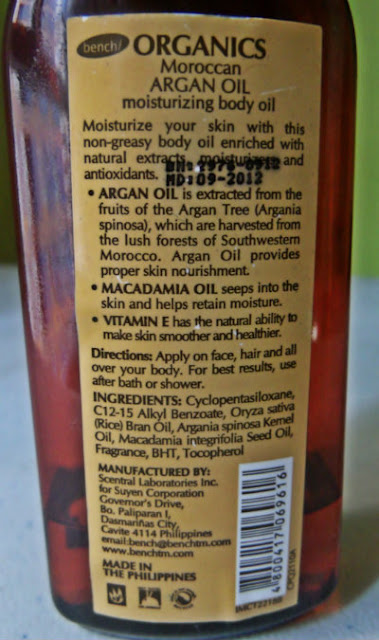 bench/ ORGANICS
Moroccan
ARGAN OIL
moisturizing body oil
Moisturize your skin with this
non-greasy body oil enriched with
natural extracts, moisturizers and
antioxidants.
MD:09-2012
• ARGAN OIL is extracted from the
fruits of the Argan Tree (Argania
spinosa), which are harvested from
the lush forests of Southwestern
Morocco. Argan Oil provides
proper skin nourishment.
• MACADAMIA OIL seeps into the
skin and helps retain moisture.
• VITAMIN E has the natural ability to
make skin smoother and healthier.
Directions: Apply on face, hair and all
over your body. For best results, use
after bath or shower.
INGREDIENTS: Cyclopentasiloxane,
C12-15 Alkyl Benzoate, Oryza sativa
(Rice) Bran Oil, Argania spinosa Kernel
Oil, Macadamia integrifolia Seed Oil,
Fragrance, BHT, Tocopherol
MANUFACTURED BY:
Scentral Laboratories Inc.
for Suyen Corporation
Governor's Drive,
Bo. Paliparan I,
Dasmariñas City,
Cavite 4114 Philippines
email:bench@benchtm.com
www.benchtm.com
MADE IN
THE PHILIPPINES
4 800417 069616